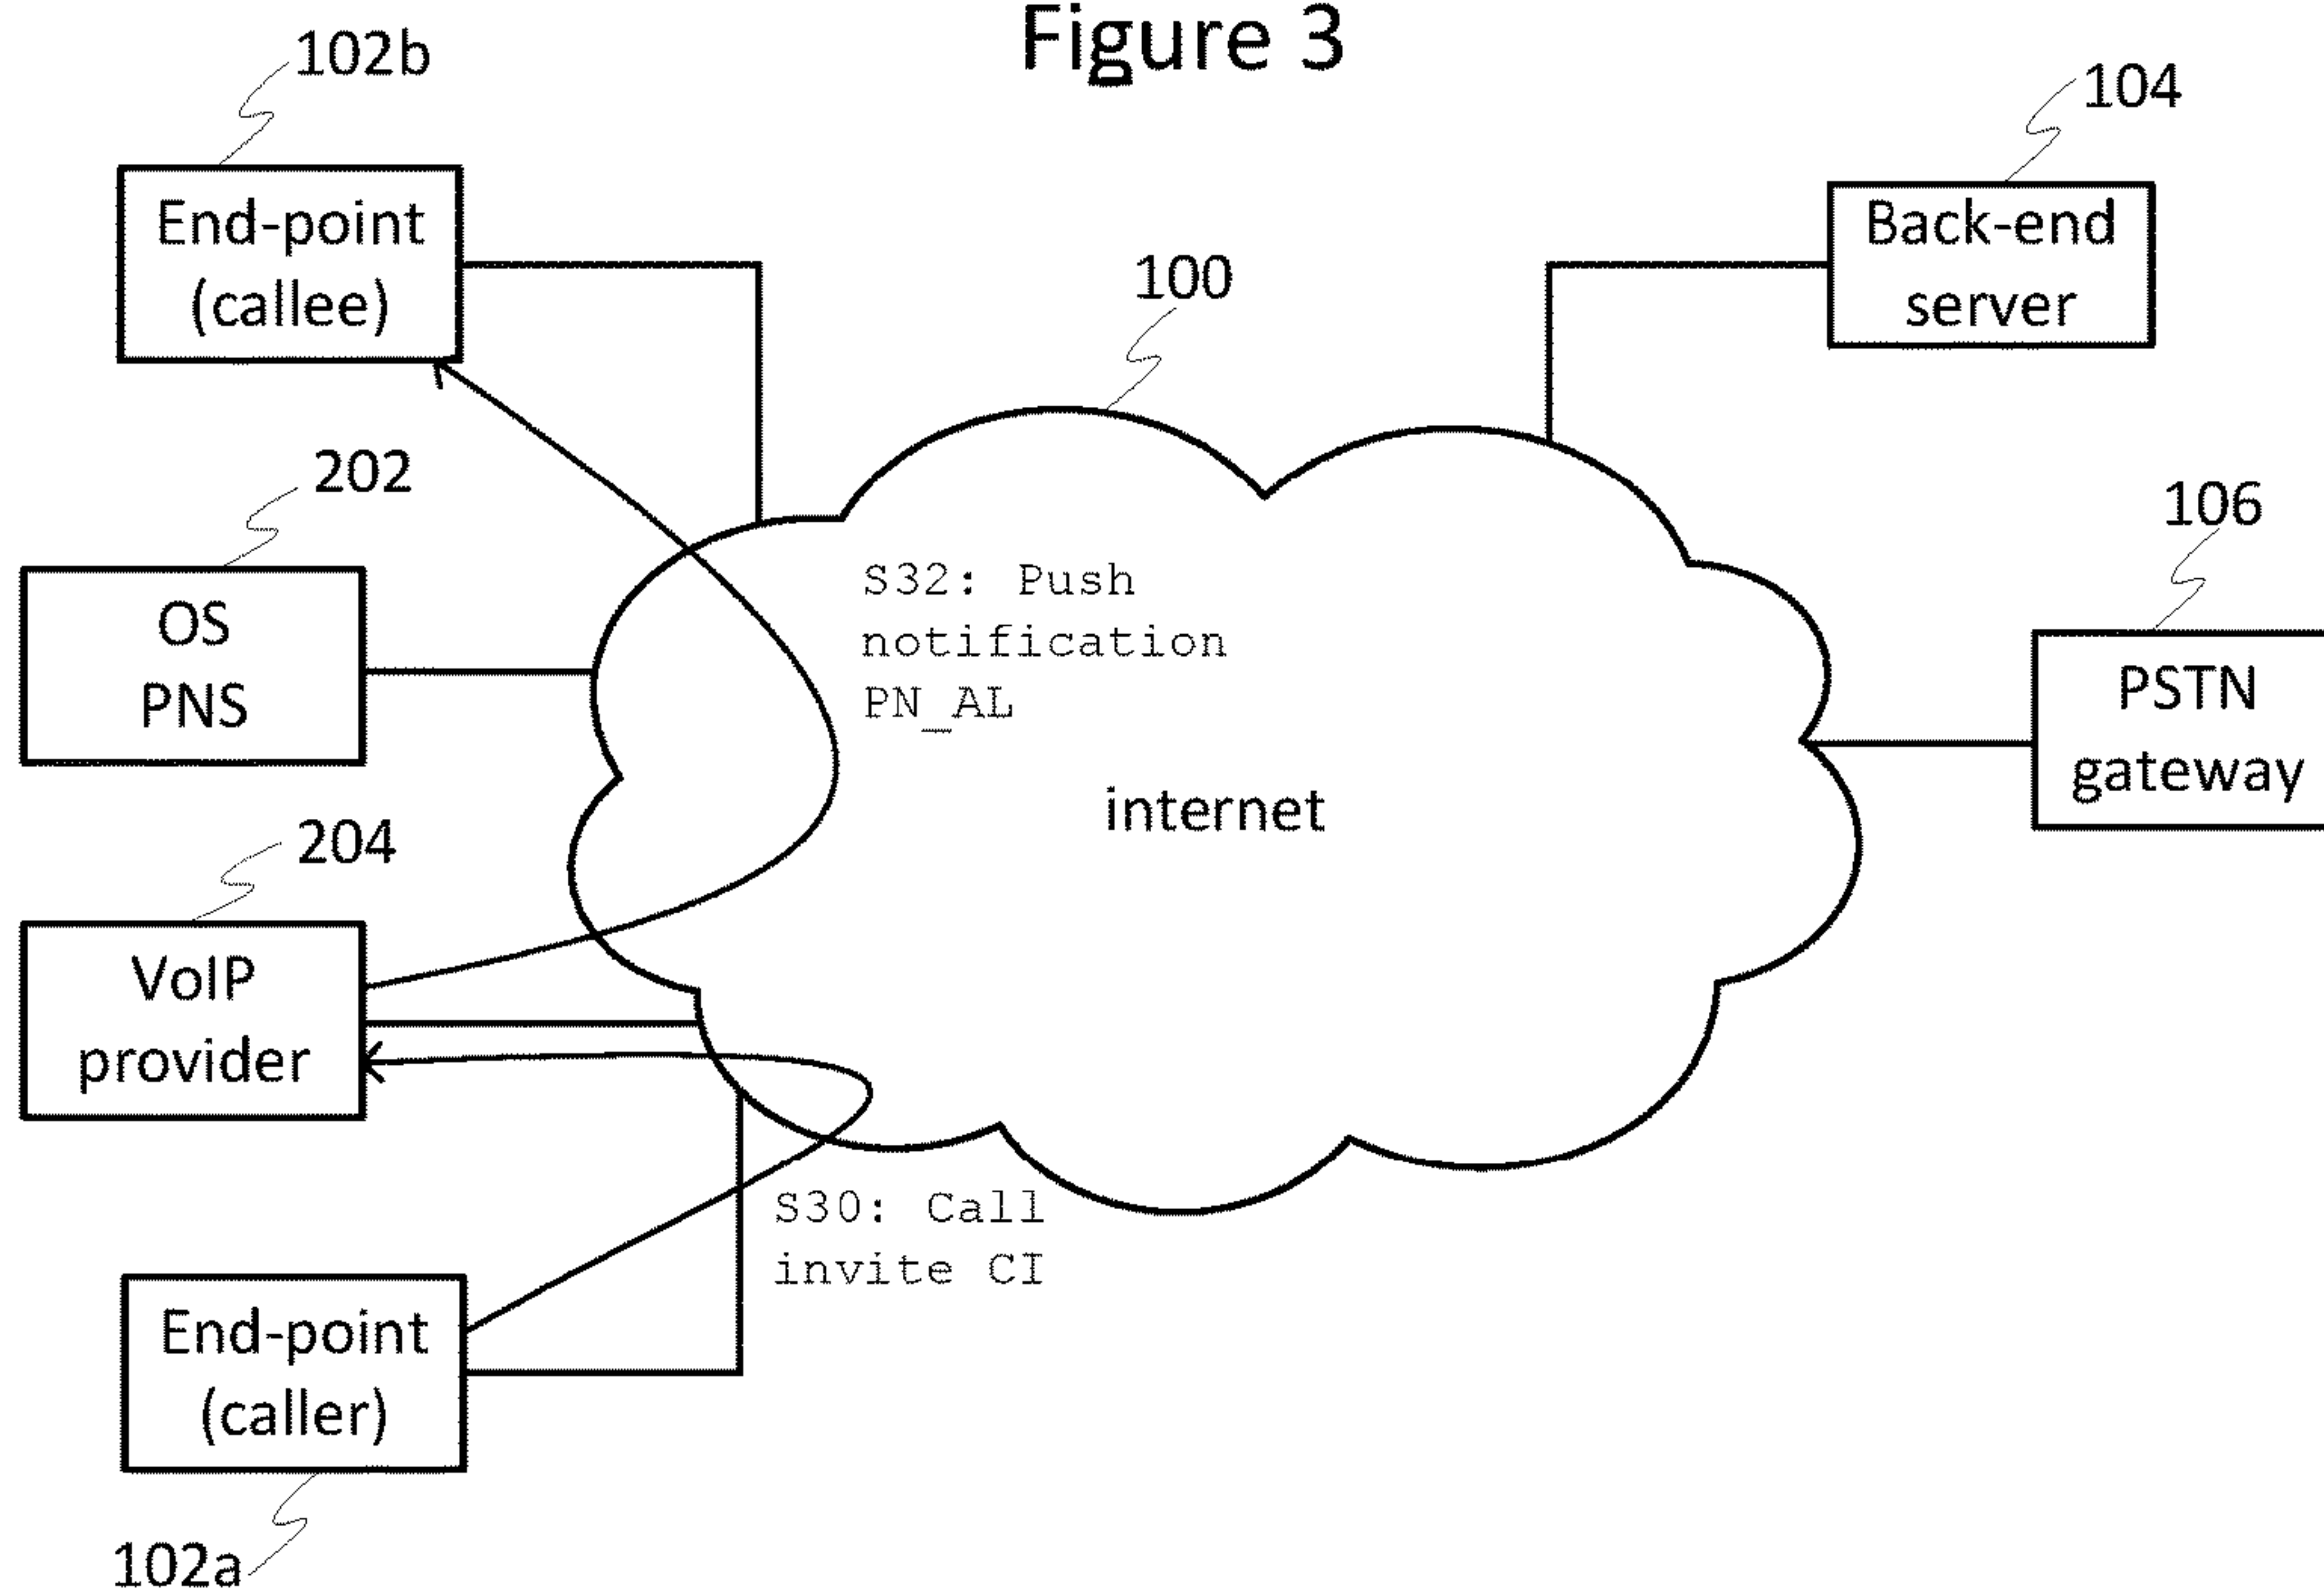 Figure 3
102b
End-point
(callee)
104
Back-end
server
100
202
OS
PNS
S32: Push
notification
PN_AL
106
PSTN
gateway
internet
204
VoIP
provider
S30: Call
invite CI
End-point
(caller)
102a